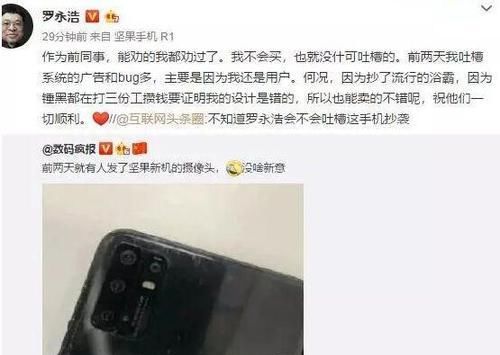 罗永浩
29分钟前 来自 坚果手机 R1
作为前同事，能劝的我都劝过了。我不会买，也就没什可吐槽的。前两天我吐槽
系统的广告和bug多，主要是因为我还是用户。何况，因为抄了流行的浴霸，因为
锤黑都在打三份工攒钱要证明我的设计是错的，所以也能卖的不错呢，祝他们一
切顺利。❤//@互联网头条圈:不知道罗永浩会不会吐槽这手机抄袭
@数码疯报
前两天就有人发了坚果新机的摄像头，没啥新意